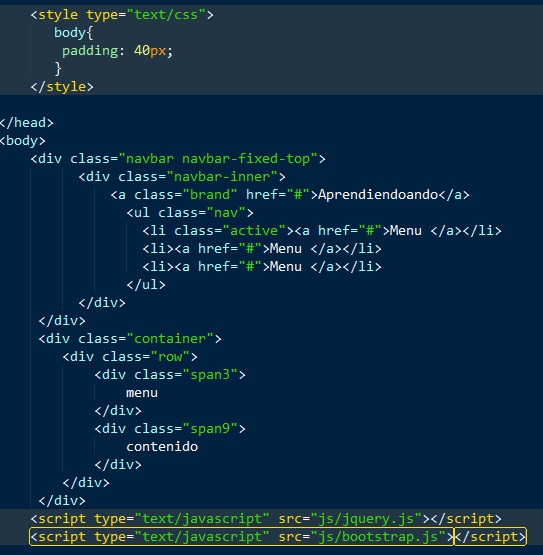 <style type="text/css">
body{
padding: 40px;
}
</style>
</head>
<body>
<div class="navbar navbar-fixed-top">
<div class="navbar-inner">
<a class="brand" href="#">Aprendiendoando</a>
<ul class="nav">
<li class="active"><a href="#">Menu </a></li>
<li><a href="#">Menu </a></li>
<li><a href="#">Menu </a></li>
</ul>
</div>
</div>
<div class="container">
<div class="row">
<div class="span3">
menu
</div>
<div class="span9">
contenido
</div>
</div>
</div>
<script type="text/javascript" src="js/jquery.js"></script>
<script type="text/javascript" src="js/bootstrap.js"></script>